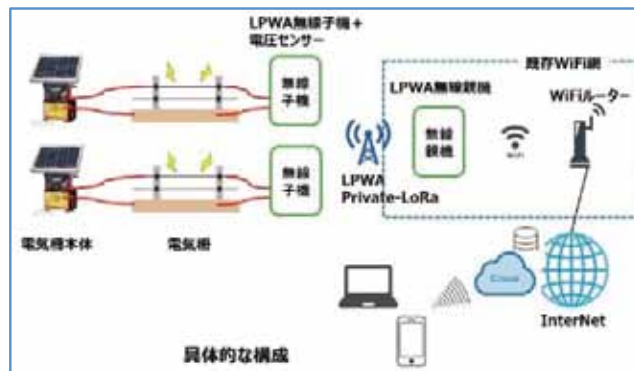 LPWA無線子機＋
電圧センサー
既存WiFi網
無線
子機
LPWA無線親機
WiFiルーター
無線
親機
WiFi
無線
子機
LPWA
Private-LoRa
電気柵本体
電気柵
Cloud
InterNet
具体的な構成